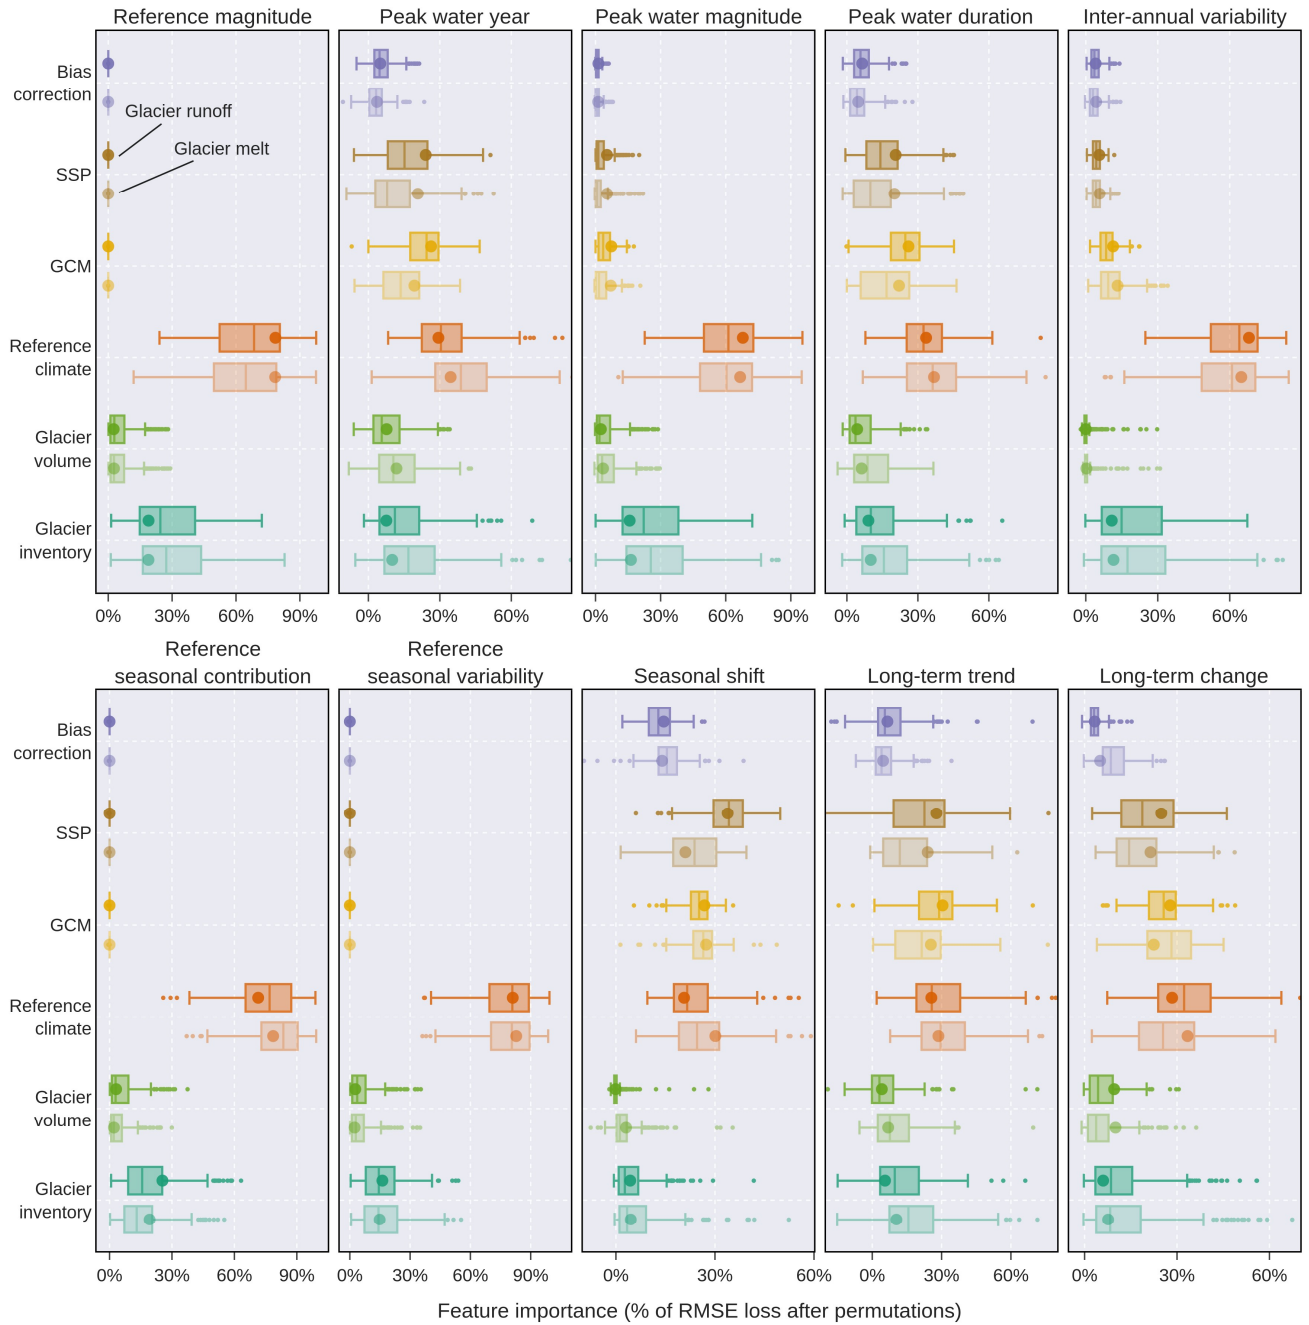 Reference magnitude
Peak water year
Peak water magnitude
Peak water duration
Inter-annual variability
Bias
correction
SSP
GCM
Reference
climate
Glacier
volume
Glacier
inventory
Glacier runoff
Glacier melt
0% 30% 60% 90%
0% 30% 60%
0% 30% 60% 90%
0% 30% 60%
0% 30% 60%
Reference
seasonal contribution
Reference
seasonal variability
Seasonal shift
Long-term trend
Long-term change
Bias
correction
SSP
GCM
Reference
climate
Glacier
volume
Glacier
inventory
0% 30% 60% 90%
0% 30% 60% 90%
0% 30% 60%
0% 30% 60%
0% 30% 60%
Feature importance (% of RMSE loss after permutations)